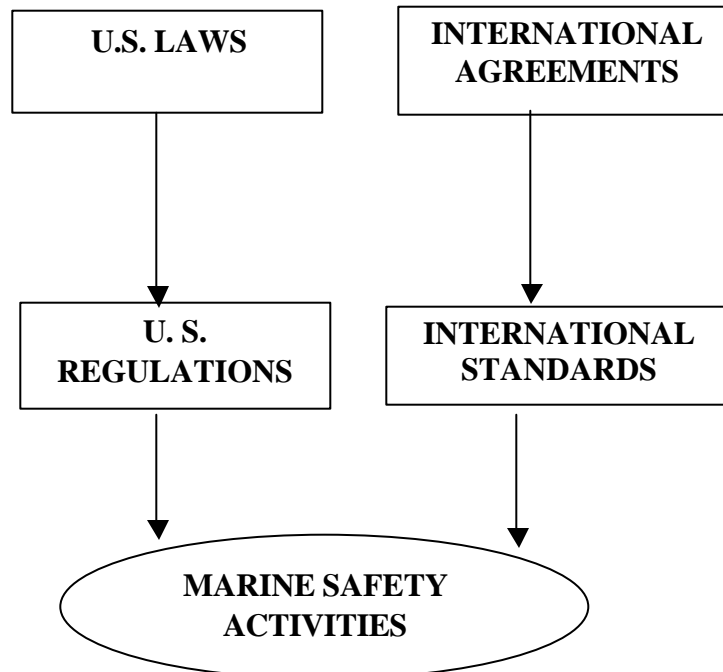 U.S. LAWS
INTERNATIONAL
AGREEMENTS
U. S.
REGULATIONS
INTERNATIONAL
STANDARDS
MARINE SAFETY
ACTIVITIES